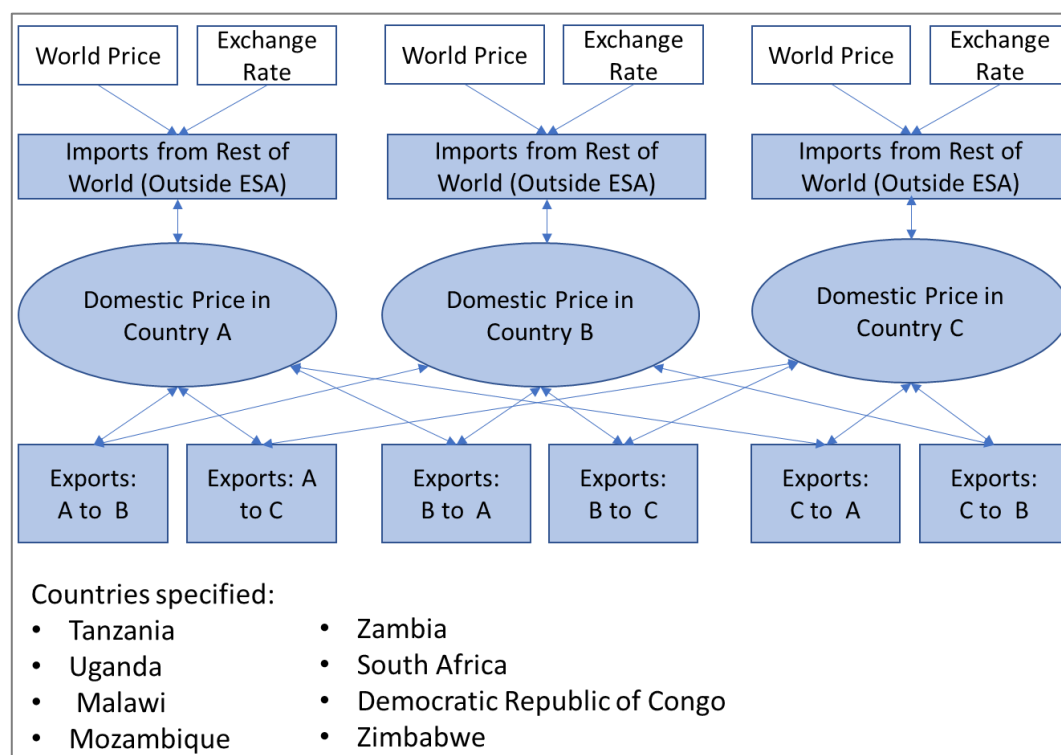 World Price
Exchange
Rate
World Price
Exchange
Rate
World Price
Exchange
Rate
Imports from Rest of
World (Outside ESA)
Imports from Rest of
World (Outside ESA)
Imports from Rest of
World (Outside ESA)
Domestic Price in
Country A
Domestic Price in
Country B
Domestic Price in
Country C
Exports:
A to B
Exports: A
to C
Exports:
B to A
Exports:
B to C
Exports:
C to A
Exports:
C to B
Countries specified:
• Tanzania
• Uganda
• Malawi
• Mozambique
• Zambia
• South Africa
• Democratic Republic of Congo
• Zimbabwe